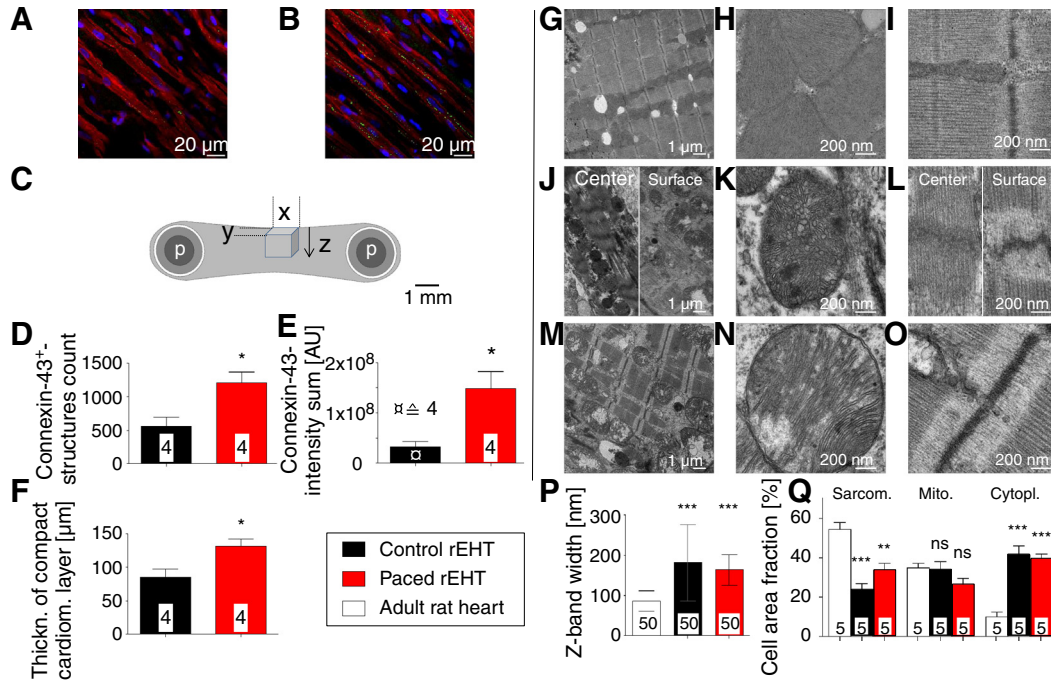 A
B
20 µm
20 µm
C
x
y
z
p
p
1 mm
D
Connexin-43⁺-
structures count
1500
1000
500
0
*
4
4
E
Connexin-43-
intensity sum [AU]
2x10⁸
1x10⁸
0
¤≙ 4
*
¤
4
F
Thickn. of compact
cardiom. layer [µm]
150
100
50
0
*
4
4
Control rEHT
Paced rEHT
Adult rat heart
G
1 µm
H
200 nm
I
200 nm
J
Center
Surface
1 µm
K
200 nm
L
Center
Surface
200 nm
M
1 µm
N
200 nm
O
200 nm
P
Z-band width [nm]
300
200
100
0
***
***
50
50
50
Q
Cell area fraction [%]
60
40
20
0
Sarcom.
Mito.
Cytopl.
***
**
ns
ns
***
***
5
5
5
5
5
5
5
5
5